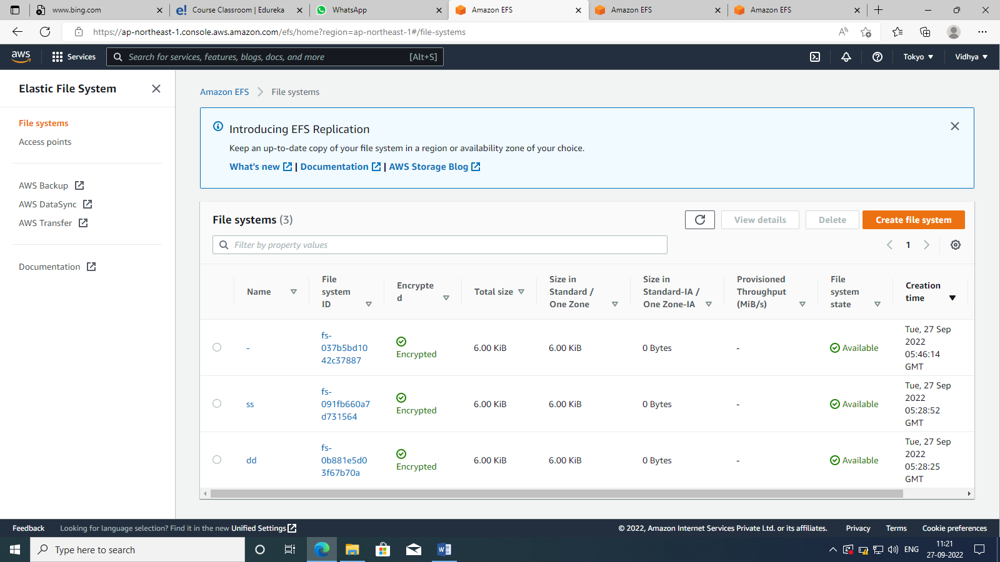 www.bing.com
Course Classroom | Edureka
WhatsApp
Amazon EFS
Amazon EFS
Amazon EFS
https://ap-northeast-1.console.aws.amazon.com/efs/home?region=ap-northeast-1#/file-systems
aws
Services
Search for services, features, blogs, docs, and more
[Alt+S]
Tokyo
Vidhya
Elastic File System
File systems
Access points
AWS Backup
AWS DataSync
AWS Transfer
Documentation
Amazon EFS
File systems
Introducing EFS Replication
Keep an up-to-date copy of your file system in a region or availability zone of your choice.
What's new | Documentation | AWS Storage Blog
File systems (3)
View details
Delete
Create file system
Filter by property values
1
Name
File
system
ID
Encrypte
d
Total size
Size in
Standard /
One Zone
Size in
Standard-IA /
One Zone-IA
Provisioned
Throughput
(MiB/s)
File
system
state
Creation
time
-
fs-
037b5bd10
42c37887
Encrypted
6.00 KiB
6.00 KiB
0 Bytes
-
Available
Tue, 27 Sep
2022
05:46:14
GMT
ss
fs-
091fb660a7
d731564
Encrypted
6.00 KiB
6.00 KiB
0 Bytes
-
Available
Tue, 27 Sep
2022
05:28:52
GMT
dd
fs-
0b881e5d0
3f67b70a
Encrypted
6.00 KiB
6.00 KiB
0 Bytes
-
Available
Tue, 27 Sep
2022
05:28:25
GMT
Feedback
Looking for language selection? Find it in the new Unified Settings
© 2022, Amazon Internet Services Private Ltd. or its affiliates.
Privacy
Terms
Cookie preferences
Type here to search
ENG
11:21
27-09-2022